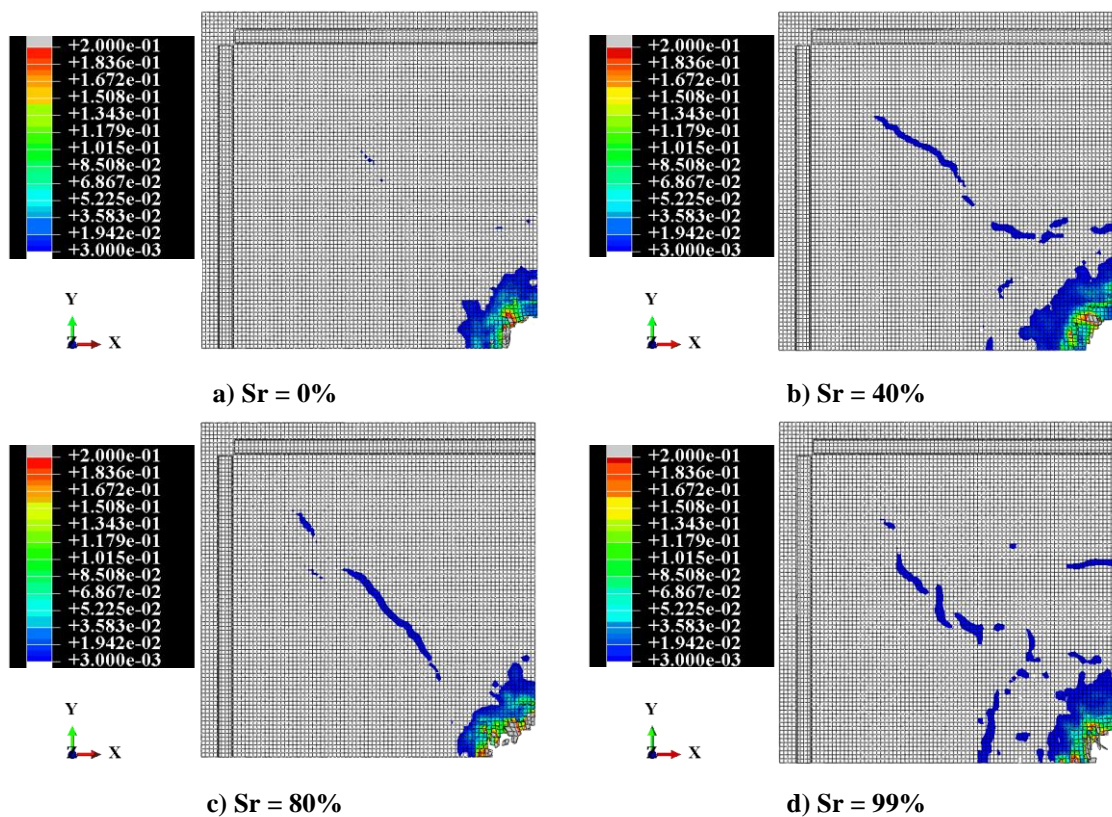 +2.000e-01
+1.836e-01
+1.672e-01
+1.508e-01
+1.343e-01
+1.179e-01
+1.015e-01
+8.508e-02
+6.867e-02
+5.225e-02
+3.583e-02
+1.942e-02
+3.000e-03
Y
Z
X
a) Sr = 0%
+2.000e-01
+1.836e-01
+1.672e-01
+1.508e-01
+1.343e-01
+1.179e-01
+1.015e-01
+8.508e-02
+6.867e-02
+5.225e-02
+3.583e-02
+1.942e-02
+3.000e-03
Y
Z
X
b) Sr = 40%
+2.000e-01
+1.836e-01
+1.672e-01
+1.508e-01
+1.343e-01
+1.179e-01
+1.015e-01
+8.508e-02
+6.867e-02
+5.225e-02
+3.583e-02
+1.942e-02
+3.000e-03
Y
Z
X
c) Sr = 80%
+2.000e-01
+1.836e-01
+1.672e-01
+1.508e-01
+1.343e-01
+1.179e-01
+1.015e-01
+8.508e-02
+6.867e-02
+5.225e-02
+3.583e-02
+1.942e-02
+3.000e-03
Y
Z
X
d) Sr = 99%